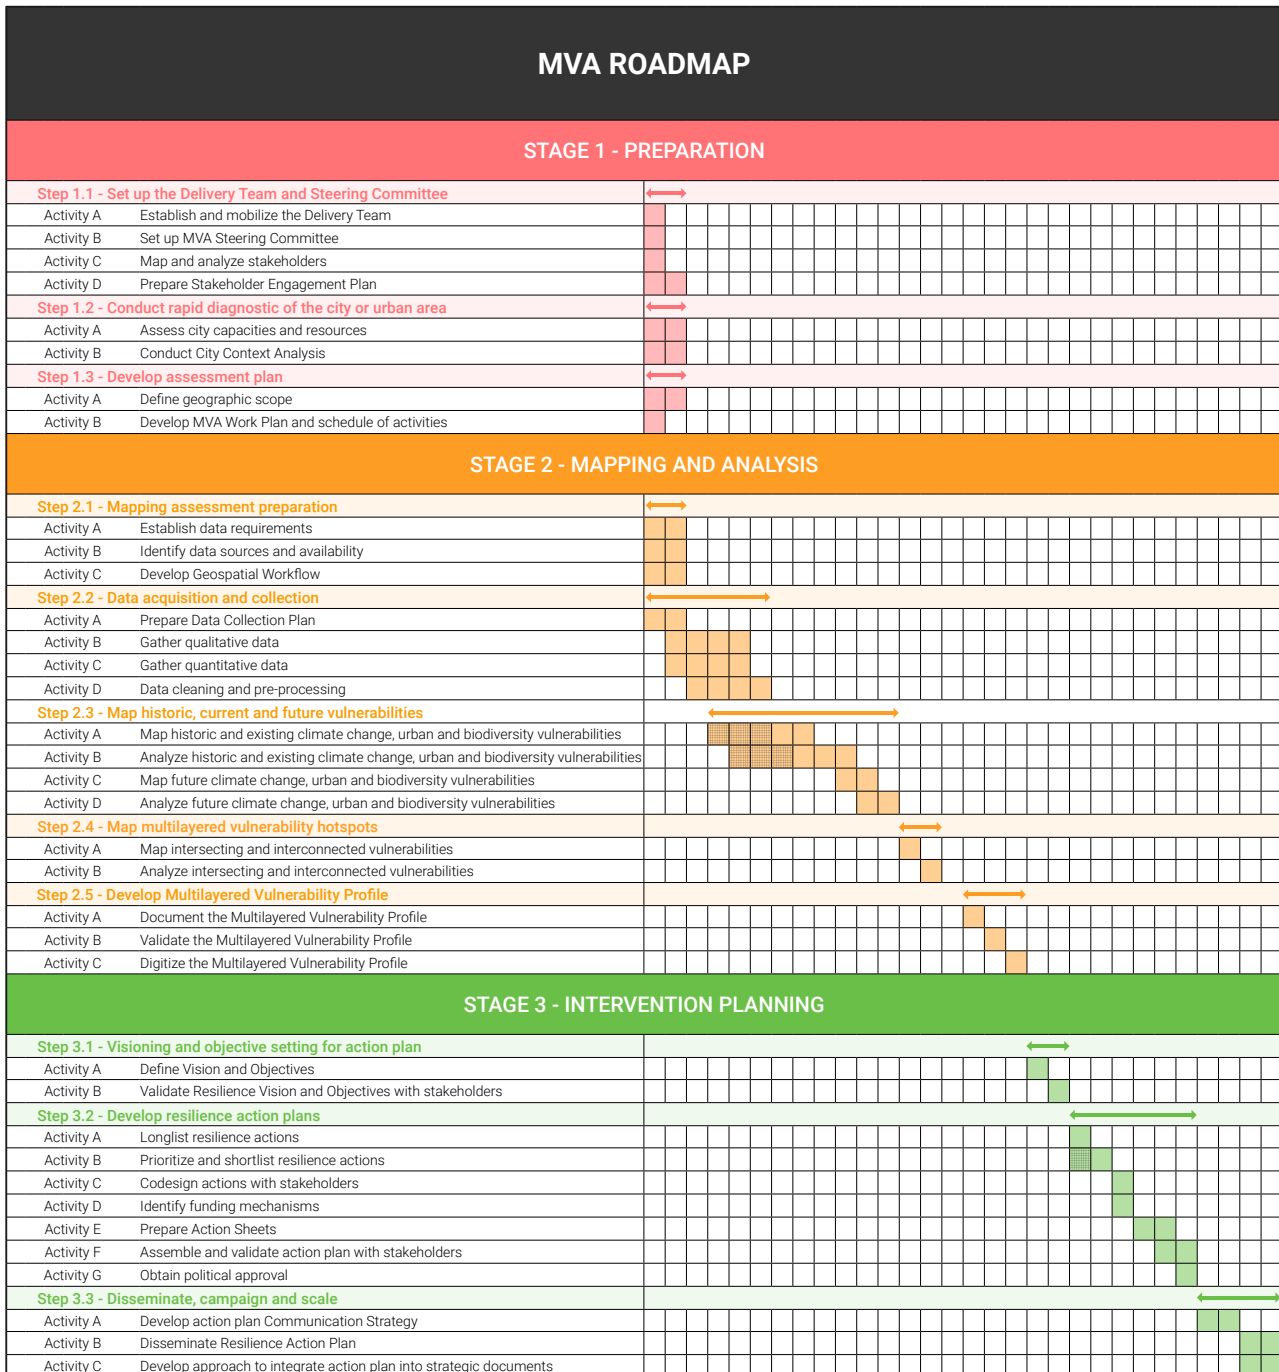 MVA ROADMAP
STAGE 1 - PREPARATION
Step 1.1 - Set up the Delivery Team and Steering Committee
Activity A Establish and mobilize the Delivery Team
Activity B Set up MVA Steering Committee
Activity C Map and analyze stakeholders
Activity D Prepare Stakeholder Engagement Plan
Step 1.2 - Conduct rapid diagnostic of the city or urban area
Activity A Assess city capacities and resources
Activity B Conduct City Context Analysis
Step 1.3 - Develop assessment plan
Activity A Define geographic scope
Activity B Develop MVA Work Plan and schedule of activities
STAGE 2 - MAPPING AND ANALYSIS
Step 2.1 - Mapping assessment preparation
Activity A Establish data requirements
Activity B Identify data sources and availability
Activity C Develop Geospatial Workflow
Step 2.2 - Data acquisition and collection
Activity A Prepare Data Collection Plan
Activity B Gather qualitative data
Activity C Gather quantitative data
Activity D Data cleaning and pre-processing
Step 2.3 - Map historic, current and future vulnerabilities
Activity A Map historic and existing climate change, urban and biodiversity vulnerabilities
Activity B Analyze historic and existing climate change, urban and biodiversity vulnerabilities
Activity C Map future climate change, urban and biodiversity vulnerabilities
Activity D Analyze future climate change, urban and biodiversity vulnerabilities
Step 2.4 - Map multilayered vulnerability hotspots
Activity A Map intersecting and interconnected vulnerabilities
Activity B Analyze intersecting and interconnected vulnerabilities
Step 2.5 - Develop Multilayered Vulnerability Profile
Activity A Document the Multilayered Vulnerability Profile
Activity B Validate the Multilayered Vulnerability Profile
Activity C Digitize the Multilayered Vulnerability Profile
STAGE 3 - INTERVENTION PLANNING
Step 3.1 - Visioning and objective setting for action plan
Activity A Define Vision and Objectives
Activity B Validate Resilience Vision and Objectives with stakeholders
Step 3.2 - Develop resilience action plans
Activity A Longlist resilience actions
Activity B Prioritize and shortlist resilience actions
Activity C Codesign actions with stakeholders
Activity D Identify funding mechanisms
Activity E Prepare Action Sheets
Activity F Assemble and validate action plan with stakeholders
Activity G Obtain political approval
Step 3.3 - Disseminate, campaign and scale
Activity A Develop action plan Communication Strategy
Activity B Disseminate Resilience Action Plan
Activity C Develop approach to integrate action plan into strategic documents